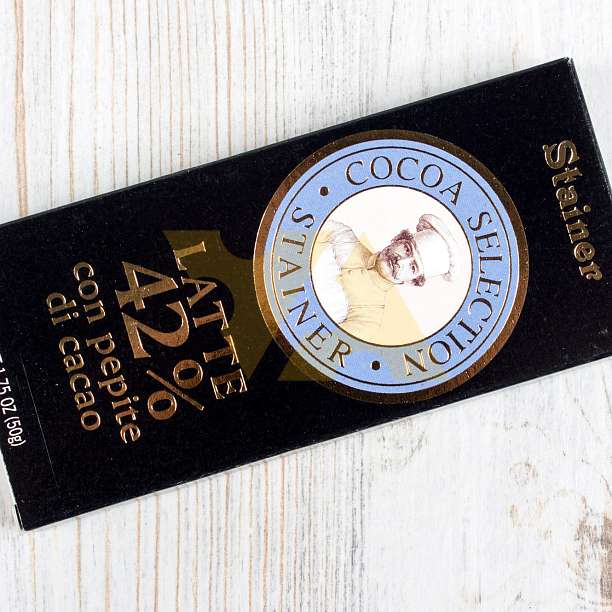 Stainer
COCOA SELECTION
STAINER
LATTE
42%
con pepite
di cacao
1.75 OZ (50g)